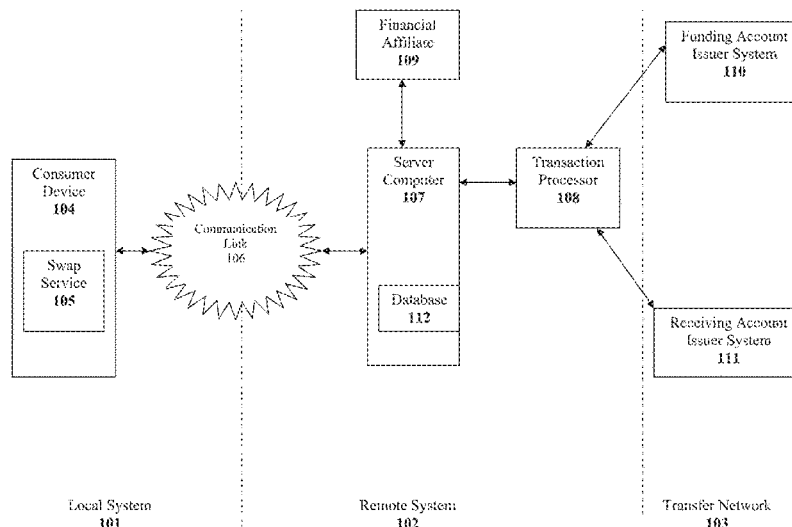 Financial
Affiliate
109
Funding Account
Issuer System
110
Consumer
Device
104
Swap
Service
105
Communication
Link
106
Server
Computer
107
Database
112
Transaction
Processor
108
Receiving Account
Issuer System
111
Local System
101
Remote System
102
Transfer Network
103